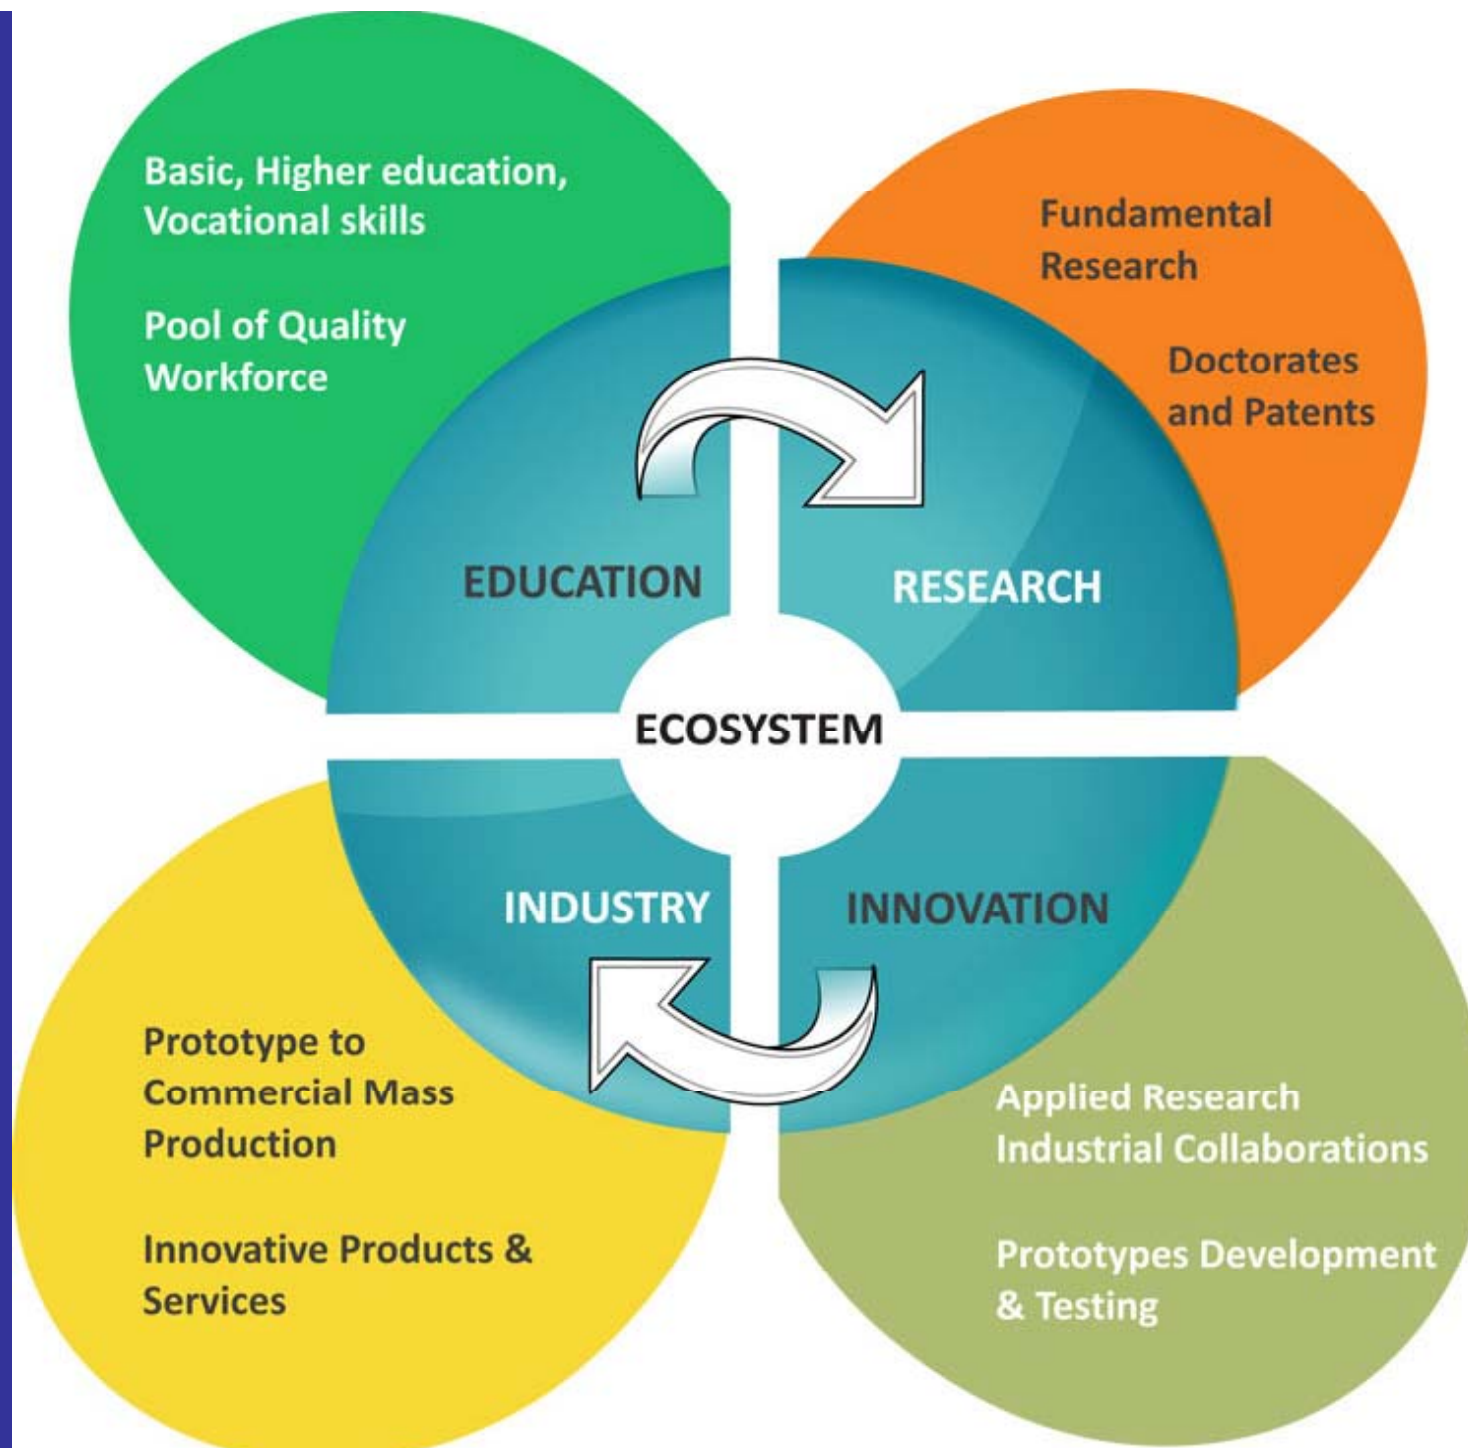 Basic, Higher education,
Vocational skills
Pool of Quality
Workforce
Fundamental
Research
Doctorates
and Patents
EDUCATION
RESEARCH
ECOSYSTEM
INDUSTRY
INNOVATION
Prototype to
Commercial Mass
Production
Innovative Products &
Services
Applied Research
Industrial Collaborations
Prototypes Development
& Testing